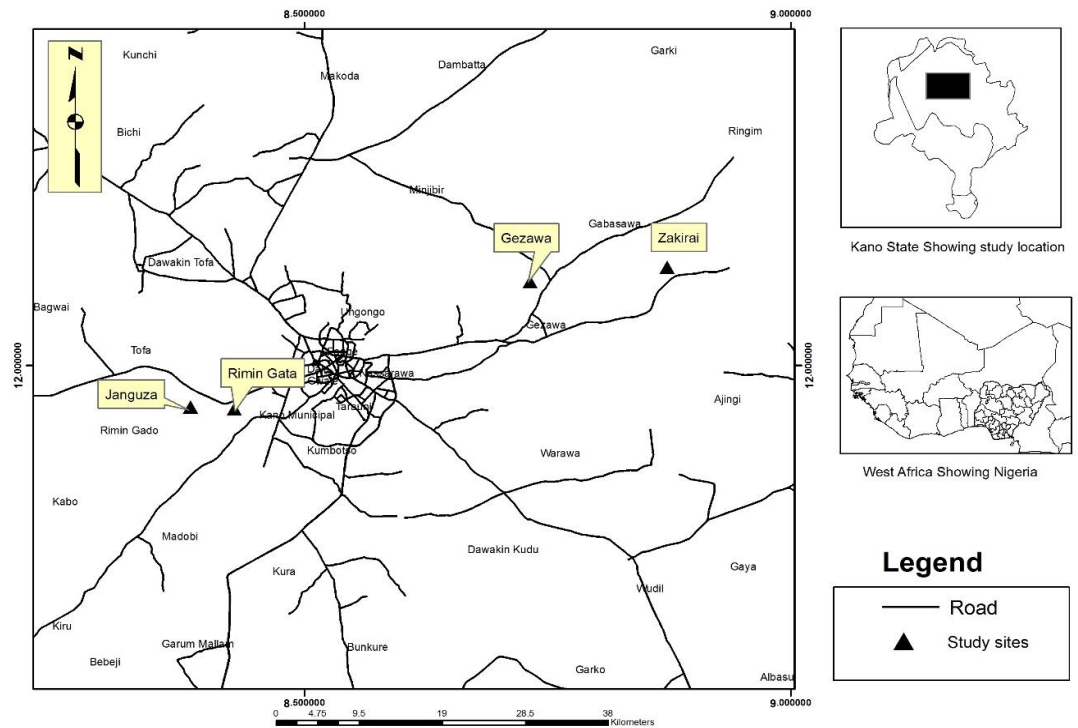 8.500000
9.000000
Kunchi
Makoda
Dambatta
Garki
Z
Bichi
Ringim
Minjibir
Gezawa
Gabasawa
Zakirai
Dawakin Tofa
Bagwai
Ungongo
Gezawa
Tofa
12.000000
12.000000
Rimin Gata
Janguza
Ajingi
Kano Municipal
Tarauni
Rimin Gado
Kumbotso
Warawa
Kabo
Madobi
Dawakin Kudu
Kura
Gaya
Wudil
Kiru
Garum Mallam
Bunkure
Bebeji
Garko
Albasu
8.500000
9.000000
0 4.75 9.5 19 28.5 38
Kilometers
Kano State Showing study location
West Africa Showing Nigeria
Legend
Road
Study sites